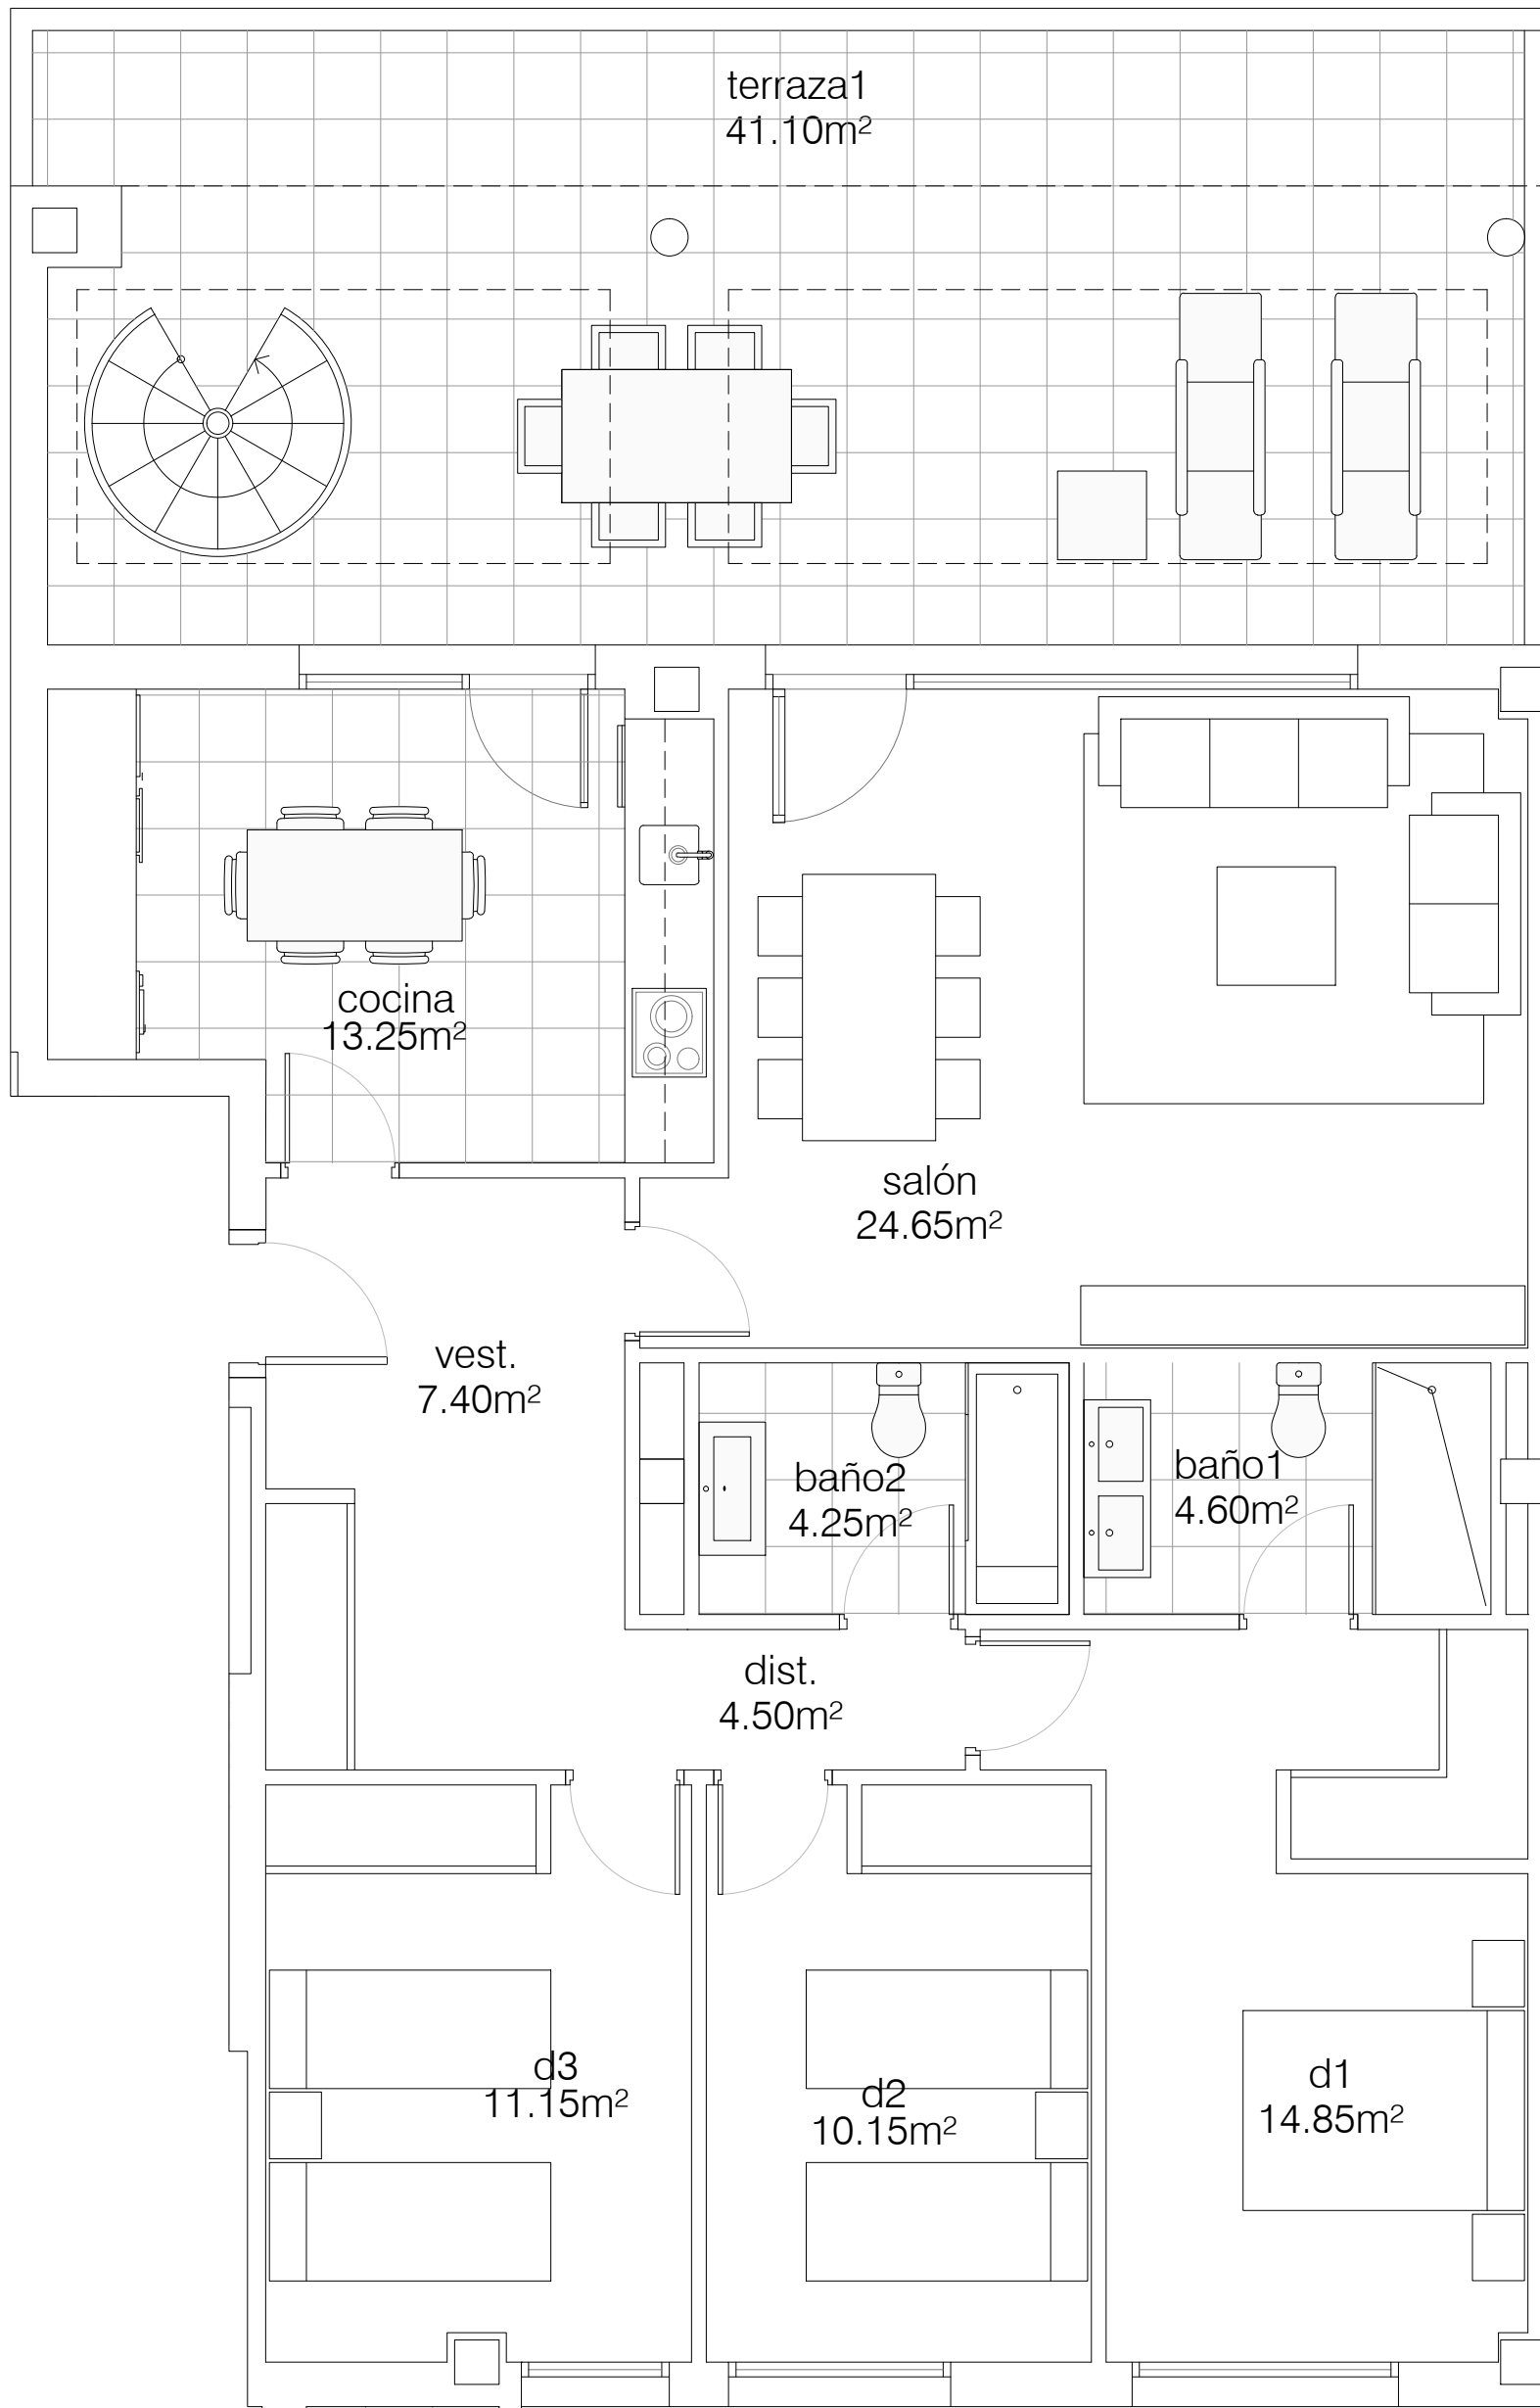 terraza1
41.10m²
cocina
13.25m²
salón
24.65m²
vest.
7.40m²
baño2
4.25m²
baño1
4.60m²
dist.
4.50m²
d3
11.15m²
d2
10.15m²
d1
14.85m²